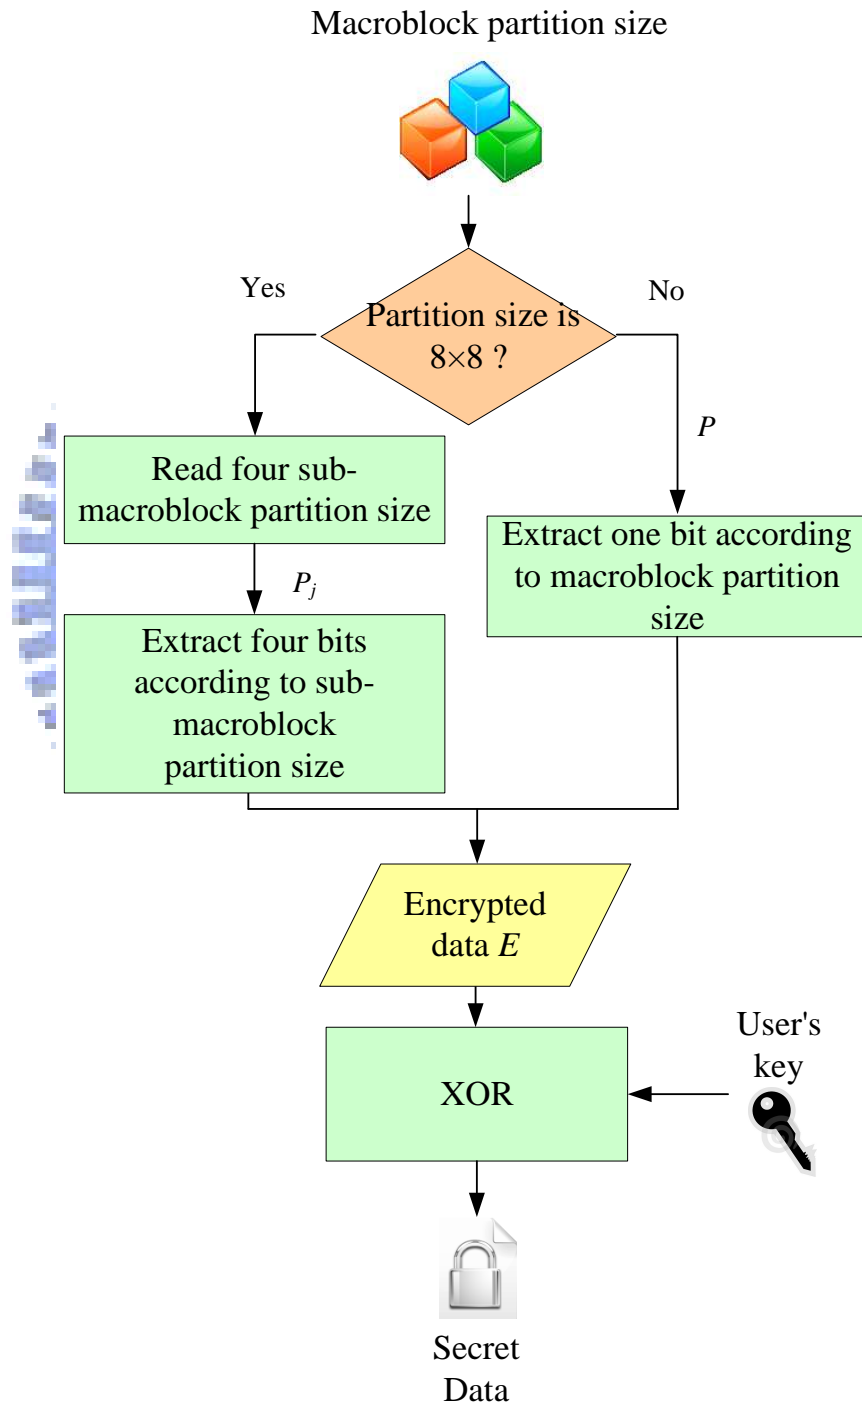 Macroblock partition size
Yes
No
Partition size is
8×8 ?
P
Read four sub-
macroblock partition size
Extract one bit according
to macroblock partition
size
P_j
Extract four bits
according to sub-
macroblock
partition size
Encrypted
data E
User's
key
XOR
Secret
Data